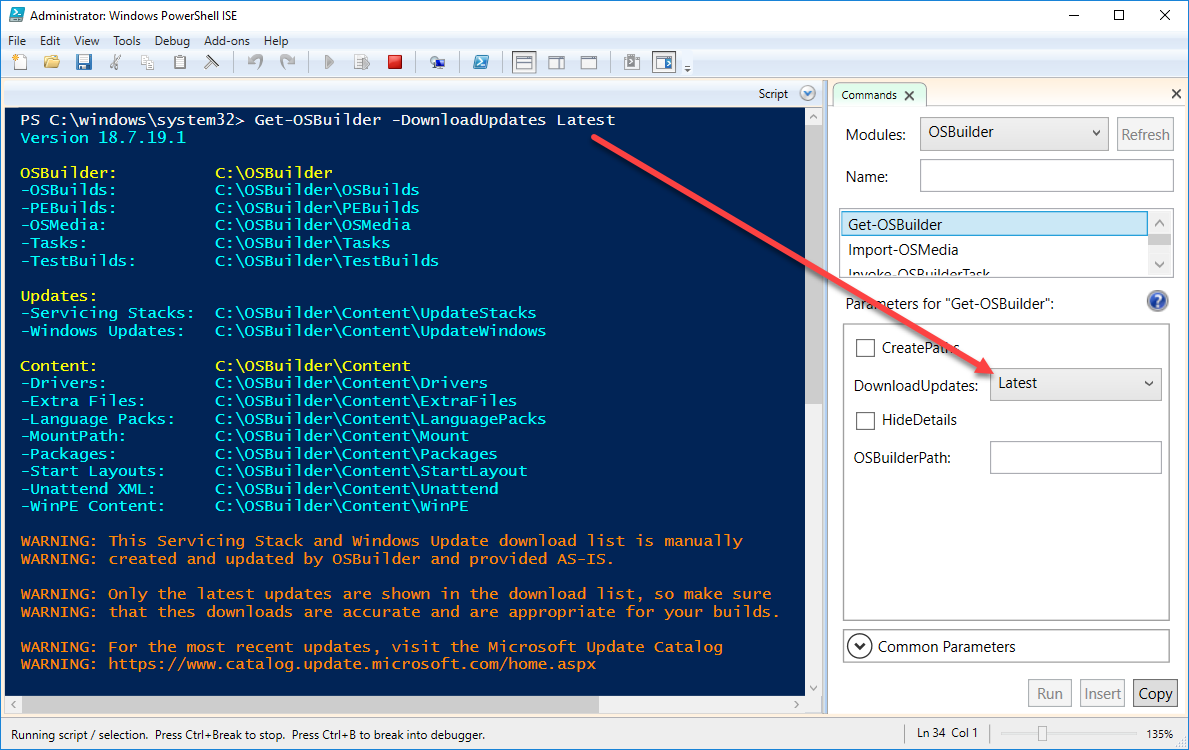 Administrator: Windows PowerShell ISE
File Edit View Tools Debug Add-ons Help
Script
PS C:\windows\system32> Get-OSBuilder -DownloadUpdates Latest
Version 18.7.19.1
OSBuilder: C:\OSBuilder
-OSBuilds: C:\OSBuilder\OSBuilds
-PEBuilds: C:\OSBuilder\PEBuilds
-OSMedia: C:\OSBuilder\OSMedia
-Tasks: C:\OSBuilder\Tasks
-TestBuilds: C:\OSBuilder\TestBuilds
Updates:
-Servicing Stacks: C:\OSBuilder\Content\UpdateStacks
-Windows Updates: C:\OSBuilder\Content\UpdateWindows
Content: C:\OSBuilder\Content
-Drivers: C:\OSBuilder\Content\Drivers
-Extra Files: C:\OSBuilder\Content\ExtraFiles
-Language Packs: C:\OSBuilder\Content\LanguagePacks
-MountPath: C:\OSBuilder\Content\Mount
-Packages: C:\OSBuilder\Content\Packages
-Start Layouts: C:\OSBuilder\Content\StartLayout
-Unattend XML: C:\OSBuilder\Content\Unattend
-WinPE Content: C:\OSBuilder\Content\WinPE
WARNING: This Servicing Stack and Windows Update download list is manually
WARNING: created and updated by OSBuilder and provided AS-IS.
WARNING: Only the latest updates are shown in the download list, so make sure
WARNING: that thes downloads are accurate and are appropriate for your builds.
WARNING: For the most recent updates, visit the Microsoft Update Catalog
WARNING: https://www.catalog.update.microsoft.com/home.aspx
Commands
Modules: OSBuilder Refresh
Name:
Get-OSBuilder
Import-OSMedia
Invoke-OSBuilderTask
Parameters for "Get-OSBuilder":
CreatePaths
DownloadUpdates: Latest
HideDetails
OSBuilderPath:
Common Parameters
Run Insert Copy
Running script / selection. Press Ctrl+Break to stop. Press Ctrl+B to break into debugger.
Ln 34 Col 1 135%